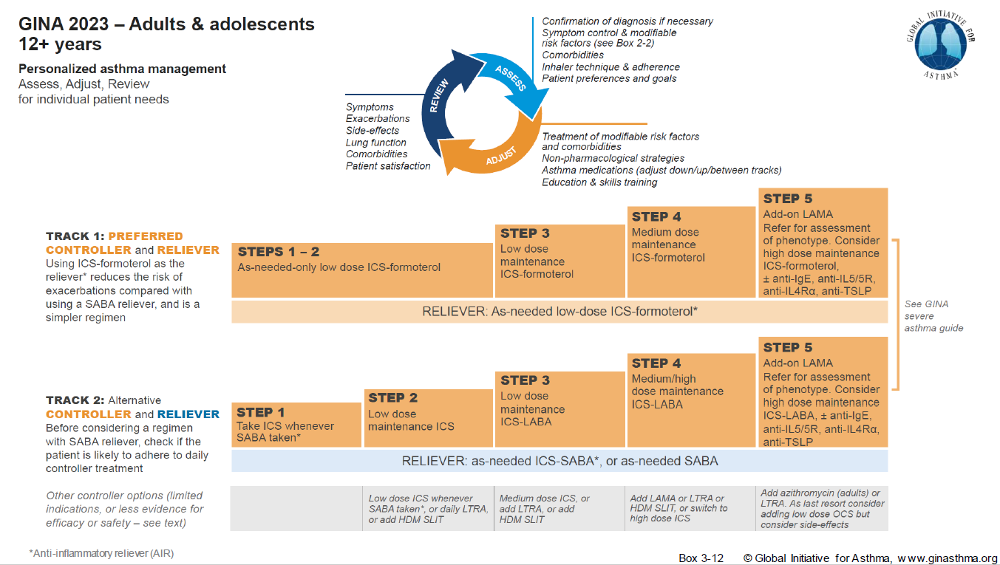 GINA 2023 – Adults & adolescents
12+ years
Personalized asthma management
Assess, Adjust, Review
for individual patient needs
Confirmation of diagnosis if necessary
Symptom control & modifiable
risk factors (see Box 2-2)
Comorbidities
Inhaler technique & adherence
Patient preferences and goals
GLOBAL INITIATIVE FOR
ASTHMA
REVIEW
ASSESS
ADJUST
Symptoms
Exacerbations
Side-effects
Lung function
Comorbidities
Patient satisfaction
Treatment of modifiable risk factors
and comorbidities
Non-pharmacological strategies
Asthma medications (adjust down/up/between tracks)
Education & skills training
TRACK 1: PREFERRED
CONTROLLER and RELIEVER
Using ICS-formoterol as the
reliever* reduces the risk of
exacerbations compared with
using a SABA reliever, and is a
simpler regimen
STEPS 1 – 2
As-needed-only low dose ICS-formoterol
STEP 3
Low dose
maintenance
ICS-formoterol
STEP 4
Medium dose
maintenance
ICS-formoterol
STEP 5
Add-on LAMA
Refer for assessment
of phenotype. Consider
high dose maintenance
ICS-formoterol,
± anti-IgE, anti-IL5/5R,
anti-IL4Rα, anti-TSLP
RELIEVER: As-needed low-dose ICS-formoterol*
See GINA
severe
asthma guide
TRACK 2: Alternative
CONTROLLER and RELIEVER
Before considering a regimen
with SABA reliever, check if the
patient is likely to adhere to daily
controller treatment
STEP 1
Take ICS whenever
SABA taken*
STEP 2
Low dose
maintenance ICS
STEP 3
Low dose
maintenance
ICS-LABA
STEP 4
Medium/high
dose maintenance
ICS-LABA
STEP 5
Add-on LAMA
Refer for assessment
of phenotype. Consider
high dose maintenance
ICS-LABA, ± anti-IgE,
anti-IL5/5R, anti-IL4Rα,
anti-TSLP
RELIEVER: as-needed ICS-SABA*, or as-needed SABA
Other controller options (limited
indications, or less evidence for
efficacy or safety – see text)
Low dose ICS whenever
SABA taken*, or daily LTRA,
or add HDM SLIT
Medium dose ICS, or
add LTRA, or add
HDM SLIT
Add LAMA or LTRA or
HDM SLIT, or switch to
high dose ICS
Add azithromycin (adults) or
LTRA. As last resort consider
adding low dose OCS but
consider side-effects
*Anti-inflammatory reliever (AIR)
Box 3-12 © Global Initiative for Asthma, www.ginasthma.org